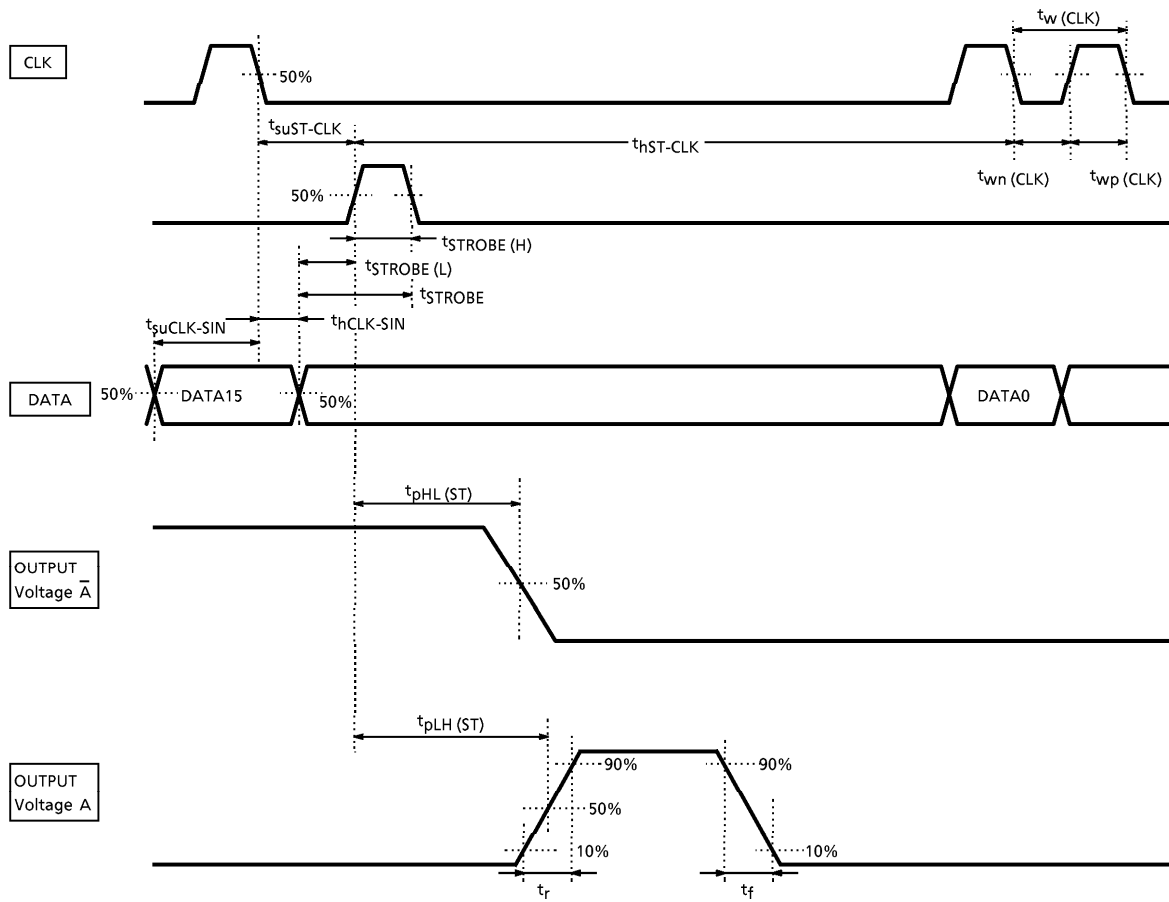 tw (CLK)
CLK
50%
tsuST-CLK
thST-CLK
twn (CLK)
twp (CLK)
50%
tSTROBE (H)
tSTROBE (L)
tSTROBE
tsuCLK-SIN
thCLK-SIN
DATA
50%
DATA15
50%
DATA0
tpHL (ST)
OUTPUT
Voltage A̅
50%
tpLH (ST)
OUTPUT
Voltage A
90%
90%
50%
10%
10%
tr
tf